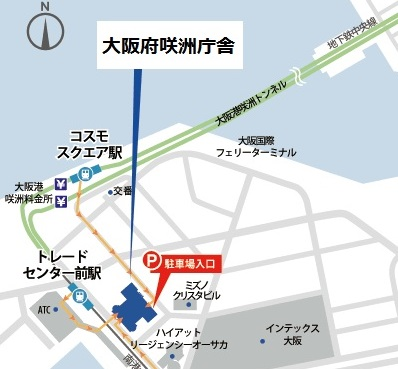 N
大阪府咲洲庁舎
地下鉄中央線
大阪港咲洲トンネル
コスモ
スクエア駅
大阪国際
フェリーターミナル
大阪港
咲洲料金所
¥
¥
交番
トレード
センター前駅
P
駐車場入口
ミズノ
クリスタビル
ATC
ハイアット
リージェンシーオーサカ
インテックス
大阪
南港